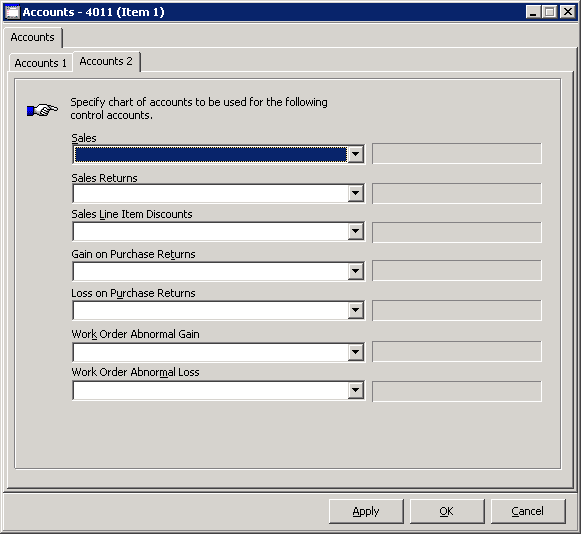 Accounts - 4011 (Item 1)
Accounts
Accounts 1
Accounts 2
Specify chart of accounts to be used for the following
control accounts.
Sales
Sales Returns
Sales Line Item Discounts
Gain on Purchase Returns
Loss on Purchase Returns
Work Order Abnormal Gain
Work Order Abnormal Loss
Apply
OK
Cancel